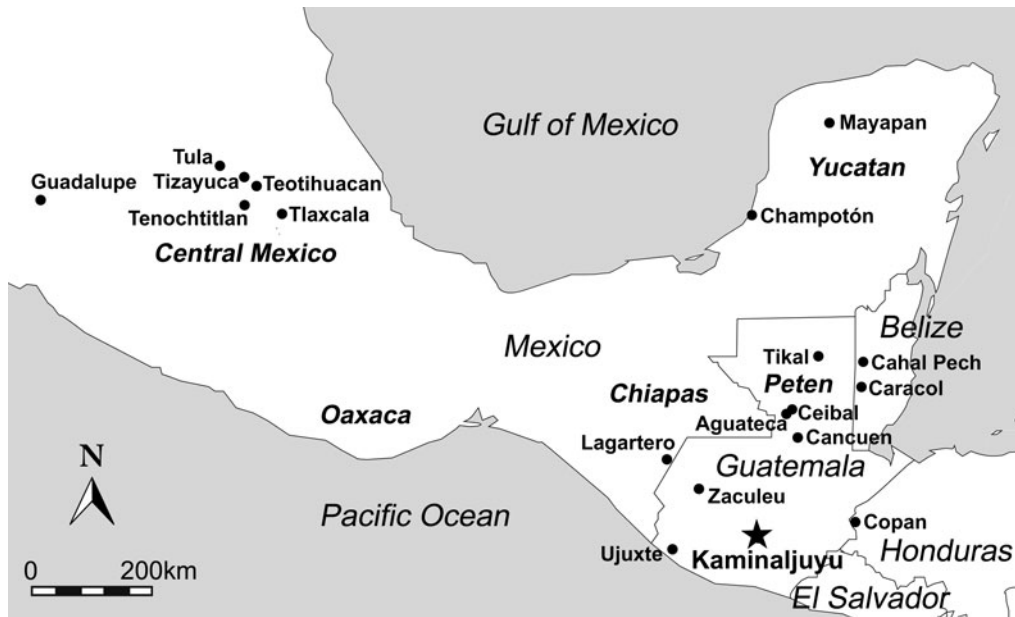 Gulf of Mexico
Mayapan
Yucatan
Tula
Guadalupe
Tizayuca
Teotihuacan
Tenochtitlan
Tlaxcala
Champotón
Central Mexico
Belize
Mexico
Tikal
Cahal Pech
Chiapas
Peten
Caracol
Oaxaca
Aguateca
Ceibal
Lagartero
Cancuen
N
Guatemala
Zaculeu
Pacific Ocean
Copan
Ujuxte
Kaminaljuyu
Honduras
0 200km
El Salvador